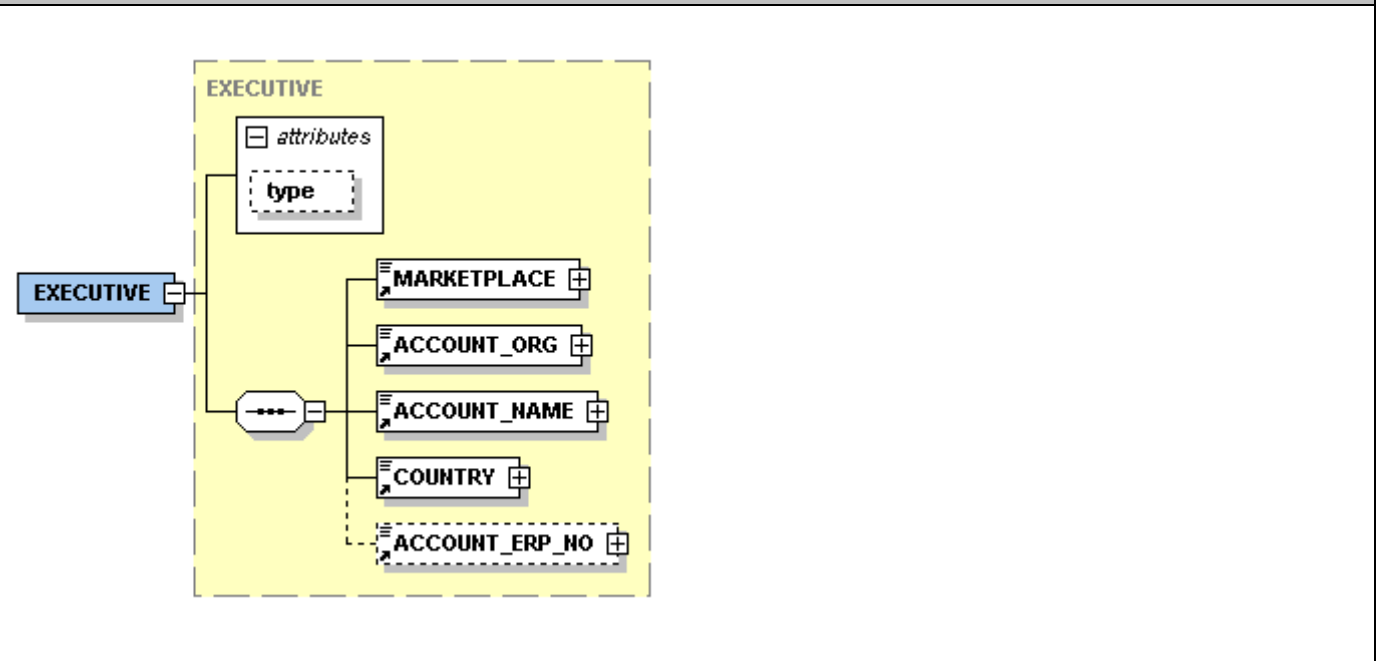 EXECUTIVE
attributes
type
EXECUTIVE
MARKETPLACE
ACCOUNT_ORG
ACCOUNT_NAME
COUNTRY
ACCOUNT_ERP_NO